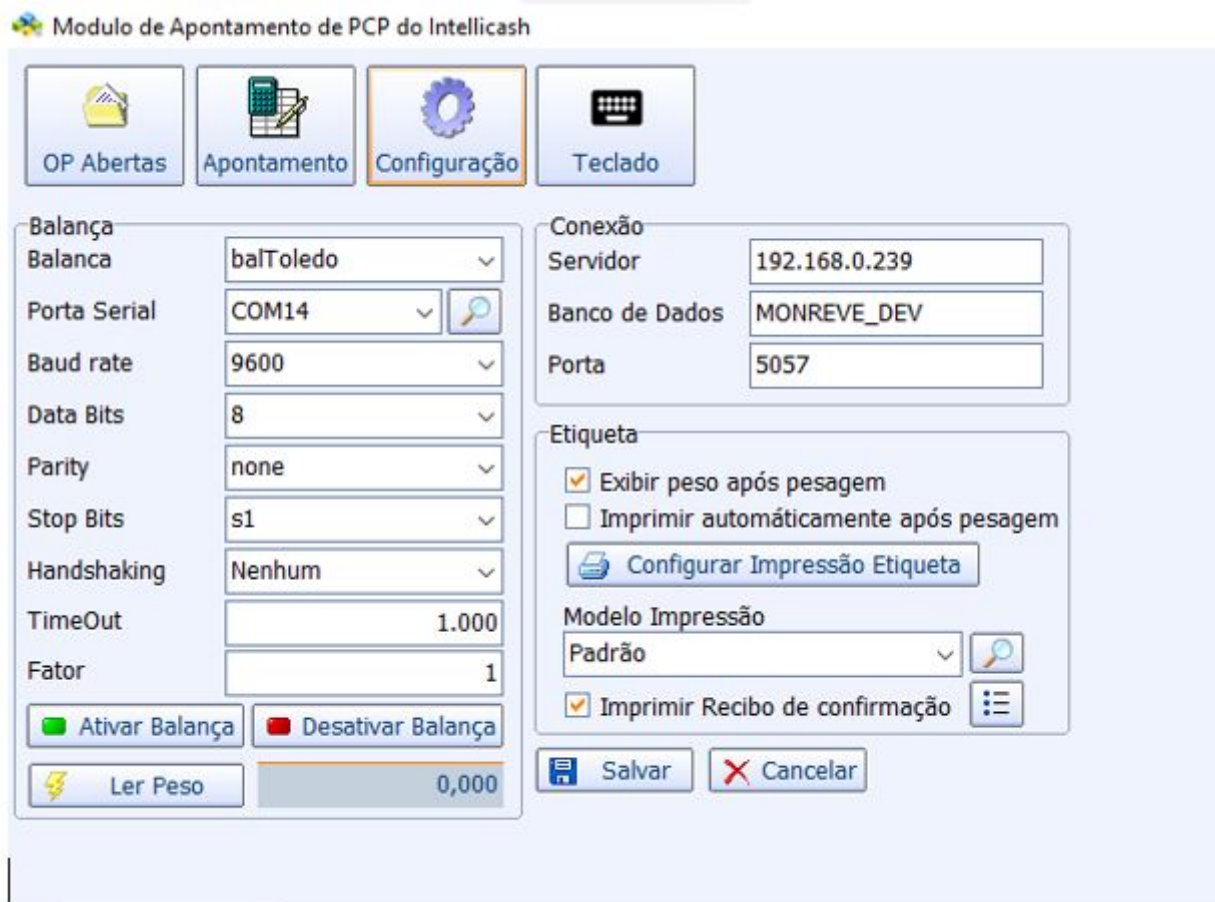 Modulo de Apontamento de PCP do Intellicash
OP Abertas
Apontamento
Configuração
Teclado
Balança
Balanca
balToledo
Porta Serial
COM14
Baud rate
9600
Data Bits
8
Parity
none
Stop Bits
s1
Handshaking
Nenhum
TimeOut
1.000
Fator
1
Ativar Balança
Desativar Balança
Ler Peso
0,000
Conexão
Servidor
192.168.0.239
Banco de Dados
MONREVE_DEV
Porta
5057
Etiqueta
Exibir peso após pesagem
Imprimir automáticamente após pesagem
Configurar Impressão Etiqueta
Modelo Impressão
Padrão
Imprimir Recibo de confirmação
Salvar
Cancelar